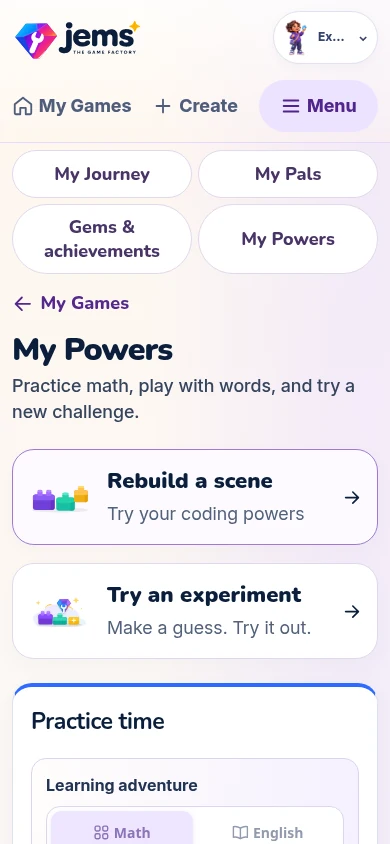 jems
THE GAME FACTORY
Ex...
My Games
Create
Menu
My Journey
My Pals
Gems &
achievements
My Powers
My Games
My Powers
Practice math, play with words, and try a
new challenge.
Rebuild a scene
Try your coding powers
Try an experiment
Make a guess. Try it out.
Practice time
Learning adventure
Math
English